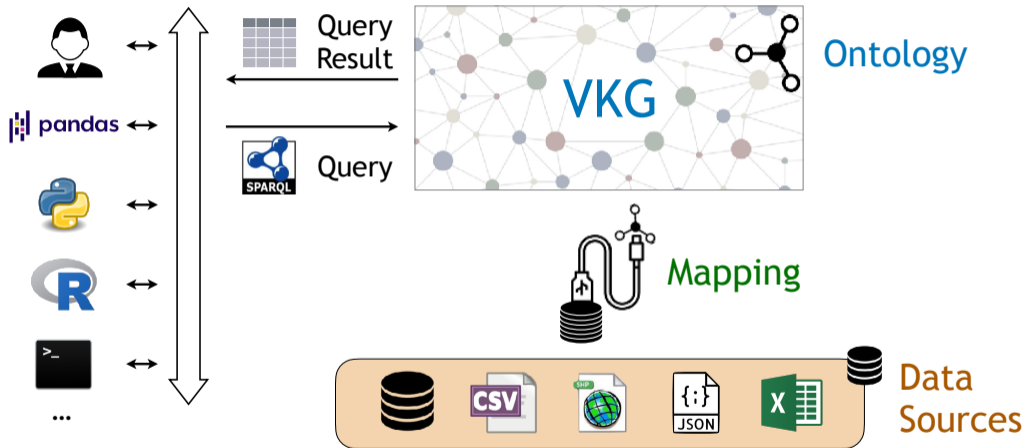 Query
Result
VKG
Ontology
pandas
SPARQL
Query
R
Mapping
>_
...
CSV
SHP
{;}
JSON
X
Data
Sources